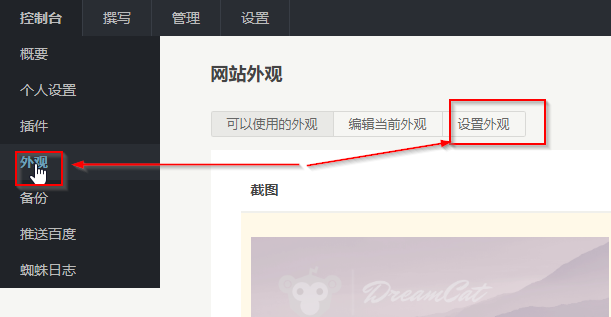 控制台 撰写 管理 设置
概要
个人设置
插件
外观
备份
推送百度
蜘蛛日志
网站外观
可以使用的外观 编辑当前外观 设置外观
截图
DreamCat